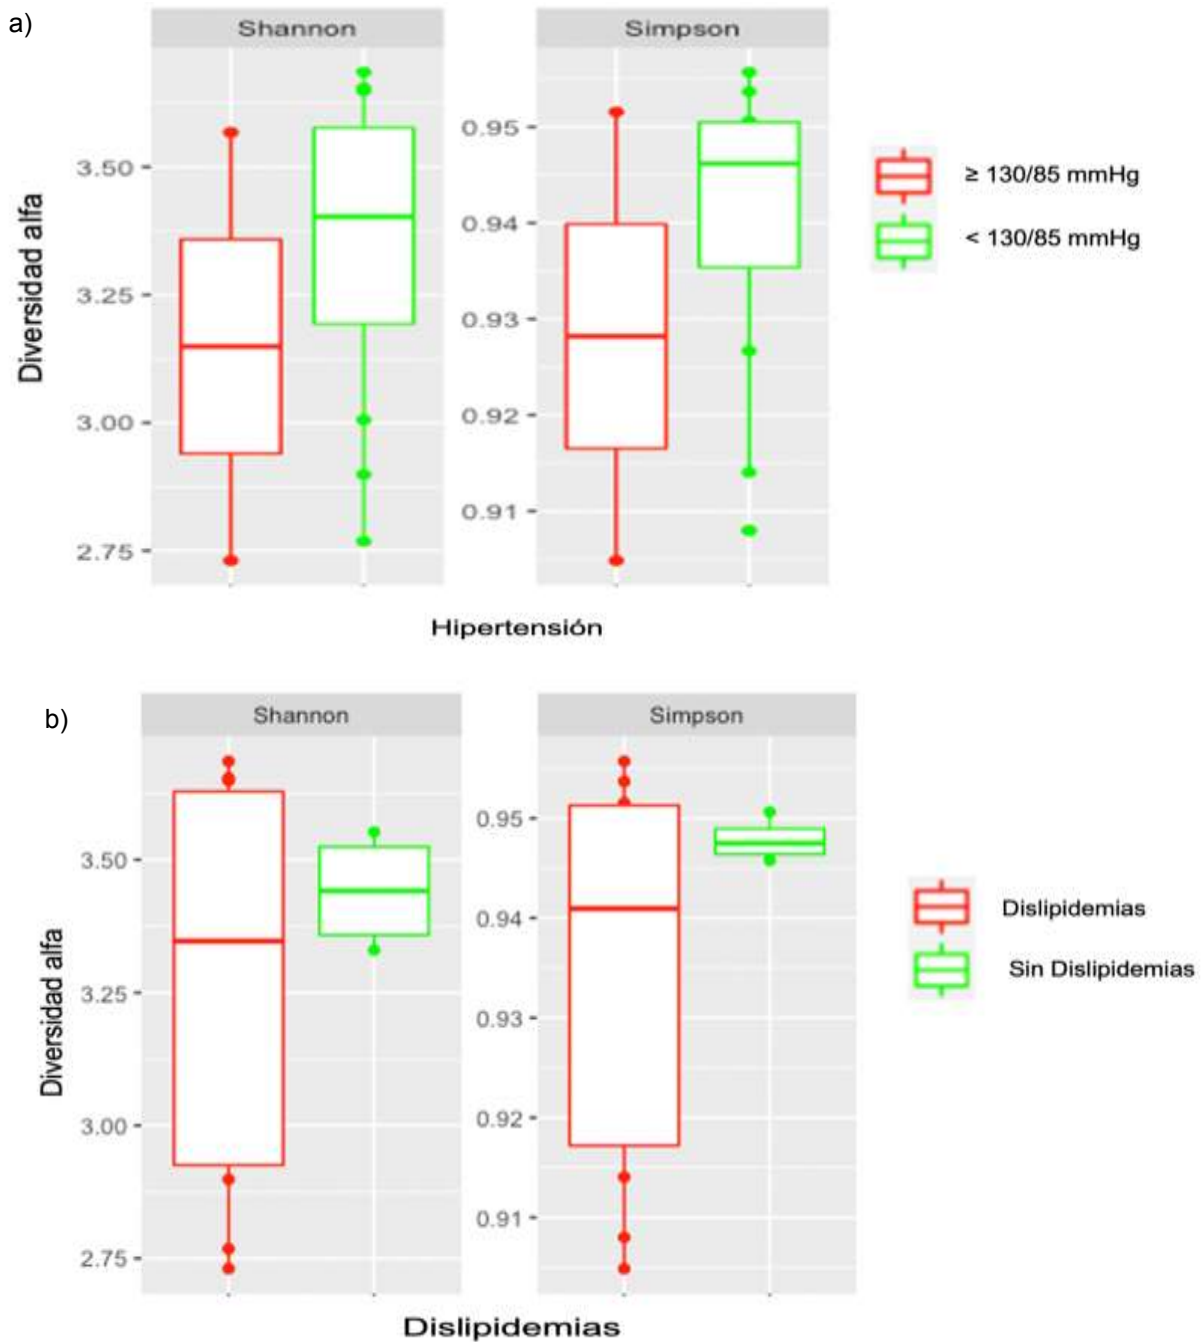 a)
Shannon
Simpson
Diversidad alfa
3.50
3.25
3.00
2.75
0.95
0.94
0.93
0.92
0.91
≥ 130/85 mmHg
< 130/85 mmHg
Hipertensión
b)
Shannon
Simpson
Diversidad alfa
3.50
3.25
3.00
2.75
0.95
0.94
0.93
0.92
0.91
Dislipidemias
Sin Dislipidemias
Dislipidemias